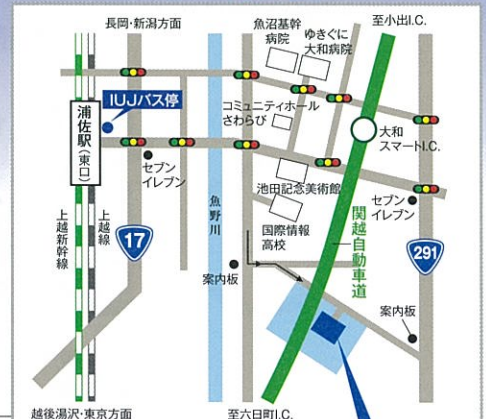 長岡・新潟方面
魚沼基幹
病院
ゆきぐに
大和病院
至小出I.C.
IUJバス停
コミュニティホール
さわらび
大和
スマートI.C.
浦佐駅(東口)
セブン
イレブン
池田記念美術館
セブン
イレブン
上越新幹線
上越線
17
魚野川
国際情報
高校
関越自動車道
291
案内板
案内板
越後湯沢・東京方面
至六日町I.C.